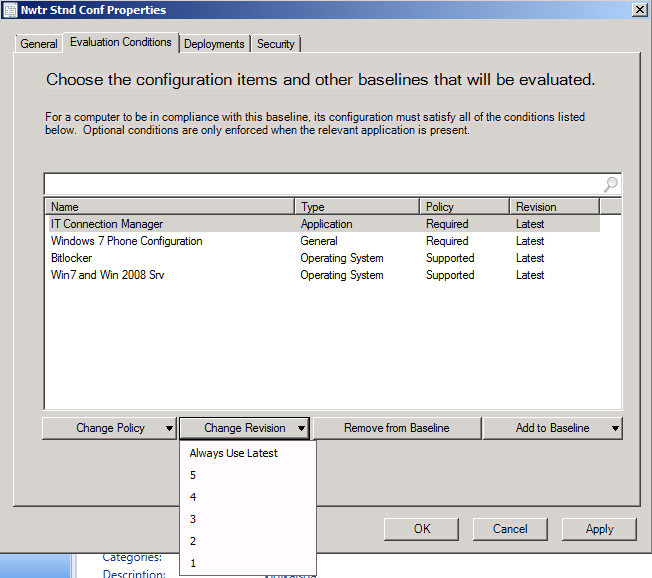 Nwtr Stnd Conf Properties
General
Evaluation Conditions
Deployments
Security
Choose the configuration items and other baselines that will be evaluated.
For a computer to be in compliance with this baseline, its configuration must satisfy all of the conditions listed
below. Optional conditions are only enforced when the relevant application is present.
Name Type Policy Revision
IT Connection Manager Application Required Latest
Windows 7 Phone Configuration General Required Latest
Bitlocker Operating System Supported Latest
Win7 and Win 2008 Srv Operating System Supported Latest
Change Policy Change Revision Remove from Baseline Add to Baseline
Always Use Latest
5
4
3
2
1
OK Cancel Apply
Categories:
Description: